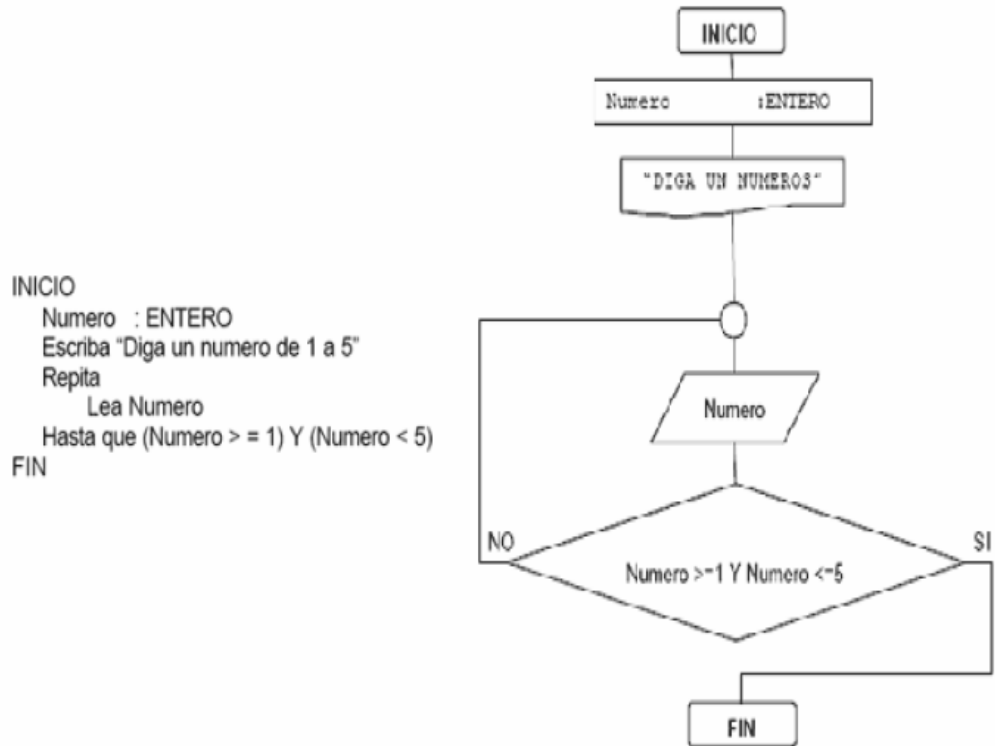 INICIO
Numero : ENTERO
Escriba “Diga un numero de 1 a 5”
Repita
Lea Numero
Hasta que (Numero > = 1) Y (Numero < 5)
FIN
INICIO
Numero :ENTERO
"DIGA UN NUMEROS"
Numero
NO
SI
Numero >=1 Y Numero <=5
FIN